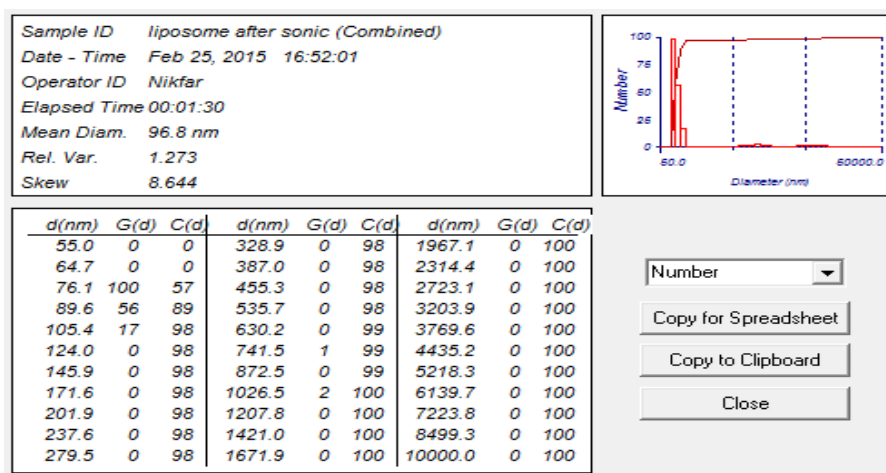 Sample ID liposome after sonic (Combined)
Date - Time Feb 25, 2015 16:52:01
Operator ID Nikfar
Elapsed Time 00:01:30
Mean Diam. 96.8 nm
Rel. Var. 1.273
Skew 8.644
100
75
50
25
0
Number
50.0 50000.0
Diameter (nm)
d(nm) G(d) C(d) d(nm) G(d) C(d) d(nm) G(d) C(d)
55.0 0 0 328.9 0 98 1967.1 0 100
64.7 0 0 387.0 0 98 2314.4 0 100
76.1 100 57 455.3 0 98 2723.1 0 100
89.6 56 89 535.7 0 98 3203.9 0 100
105.4 17 98 630.2 0 99 3769.6 0 100
124.0 0 98 741.5 1 99 4435.2 0 100
145.9 0 98 872.5 0 99 5218.3 0 100
171.6 0 98 1026.5 2 100 6139.7 0 100
201.9 0 98 1207.8 0 100 7223.8 0 100
237.6 0 98 1421.0 0 100 8499.3 0 100
279.5 0 98 1671.9 0 100 10000.0 0 100
Number
Copy for Spreadsheet
Copy to Clipboard
Close